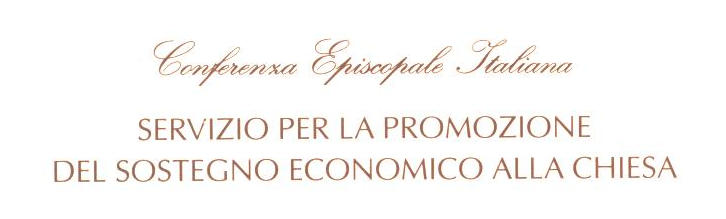 Conferenza Episcopale Italiana
SERVIZIO PER LA PROMOZIONE
DEL SOSTEGNO ECONOMICO ALLA CHIESA